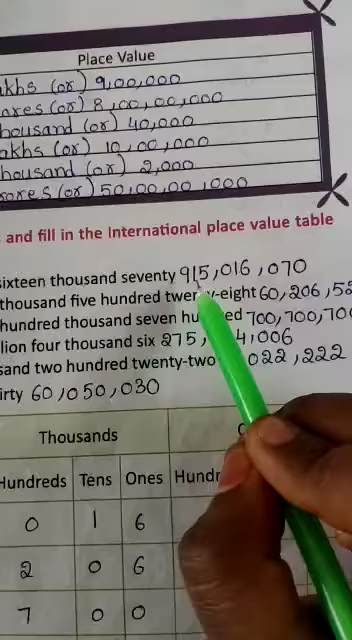 Place Value
akhs (or) 9,00,000
ores (or) 8,00,00,000
housand (or) 40,000
akhs (or) 10,00,000
housand (or) 2,000
rores (or) 50,00,00,000
and fill in the International place value table
sixteen thousand seventy 915,016,070
thousand five hundred twenty-eight 60,206,52
hundred thousand seven hundred 700,700,700
lion four thousand six 275, 4,006
sand two hundred twenty-two 022,222
irty 60,050,030
Thousands
Hundreds Tens Ones Hundr
0 1 6
2 0 6
7 0 0